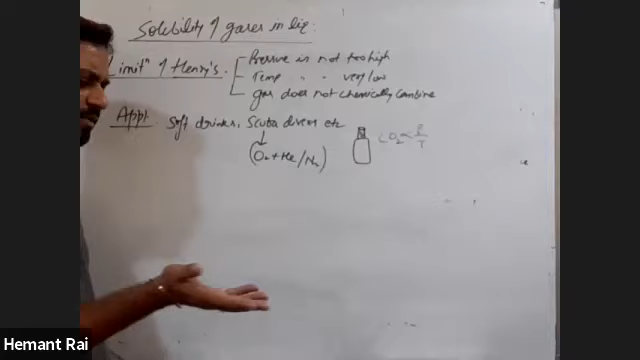 Solubility of gases in liq:
Limitⁿ of Henry's.
Pressure is not too high
Temp " " very low
gas does not chemically combine
Appl: Soft drinks, Scuba divers etc
(O₂ + He / N₂)
CO₂ ∝ P/T
Hemant Rai